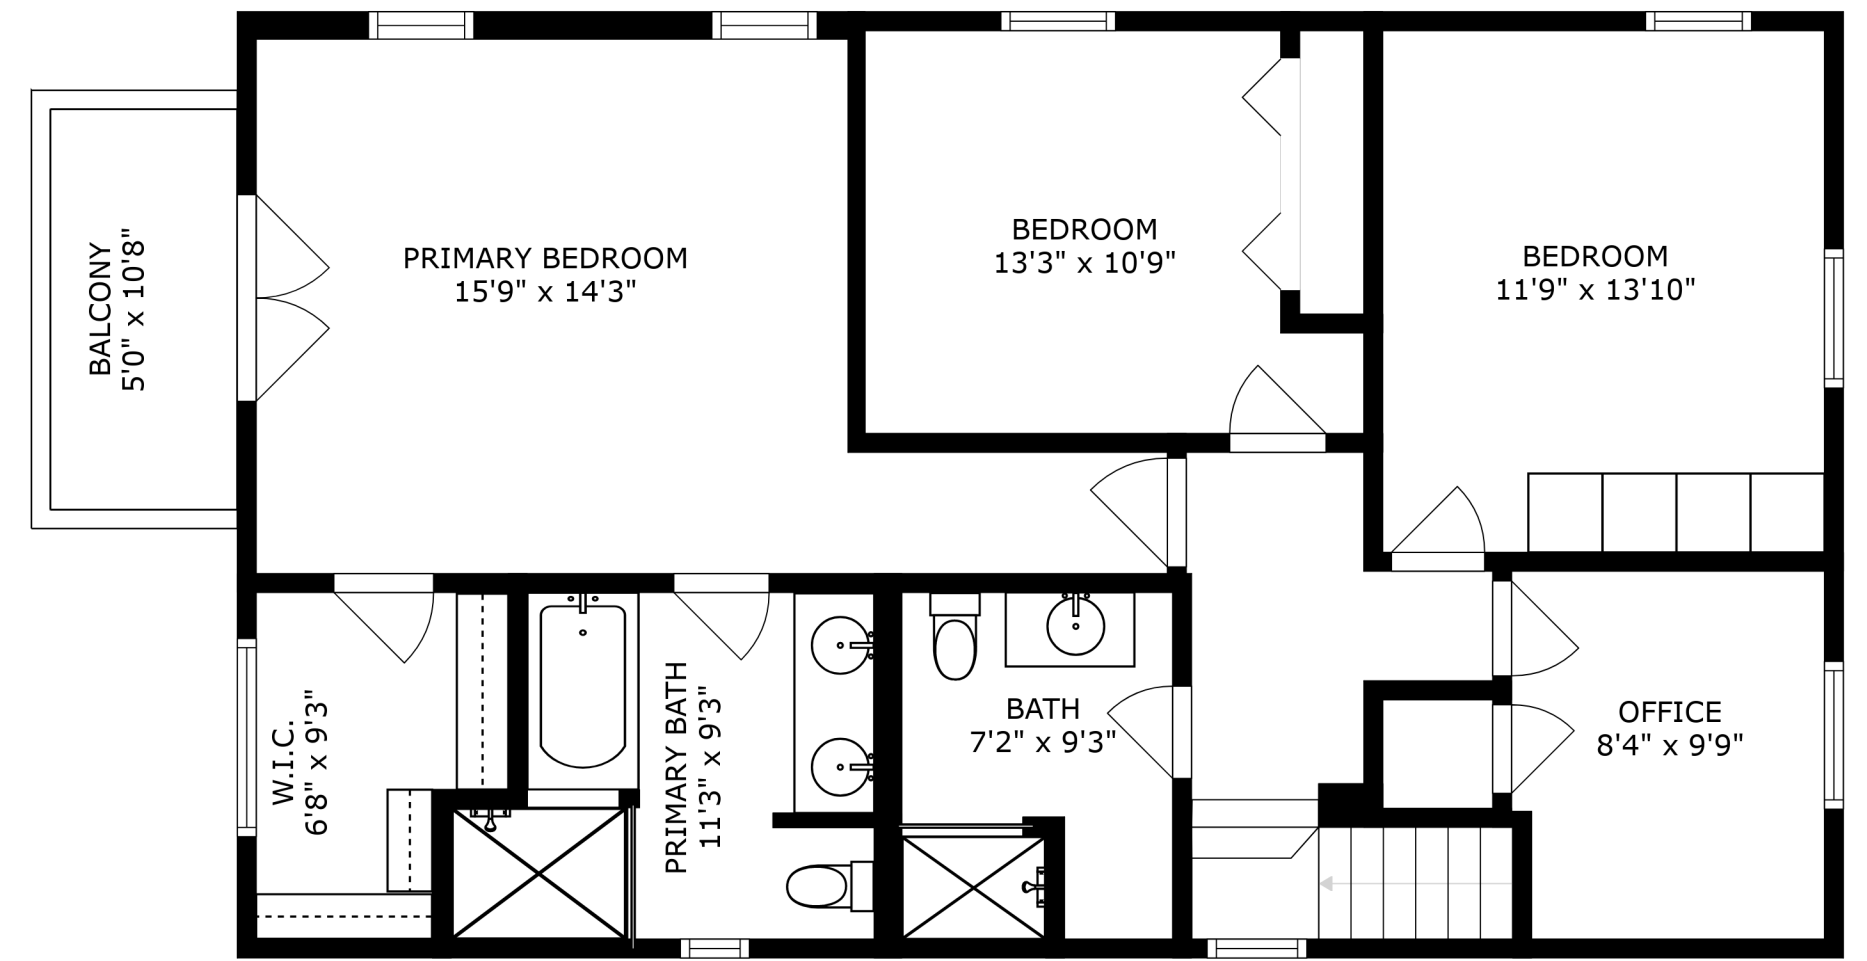 BALCONY
5'0" x 10'8"
PRIMARY BEDROOM
15'9" x 14'3"
BEDROOM
13'3" x 10'9"
BEDROOM
11'9" x 13'10"
W.I.C.
6'8" x 9'3"
PRIMARY BATH
11'3" x 9'3"
BATH
7'2" x 9'3"
OFFICE
8'4" x 9'9"